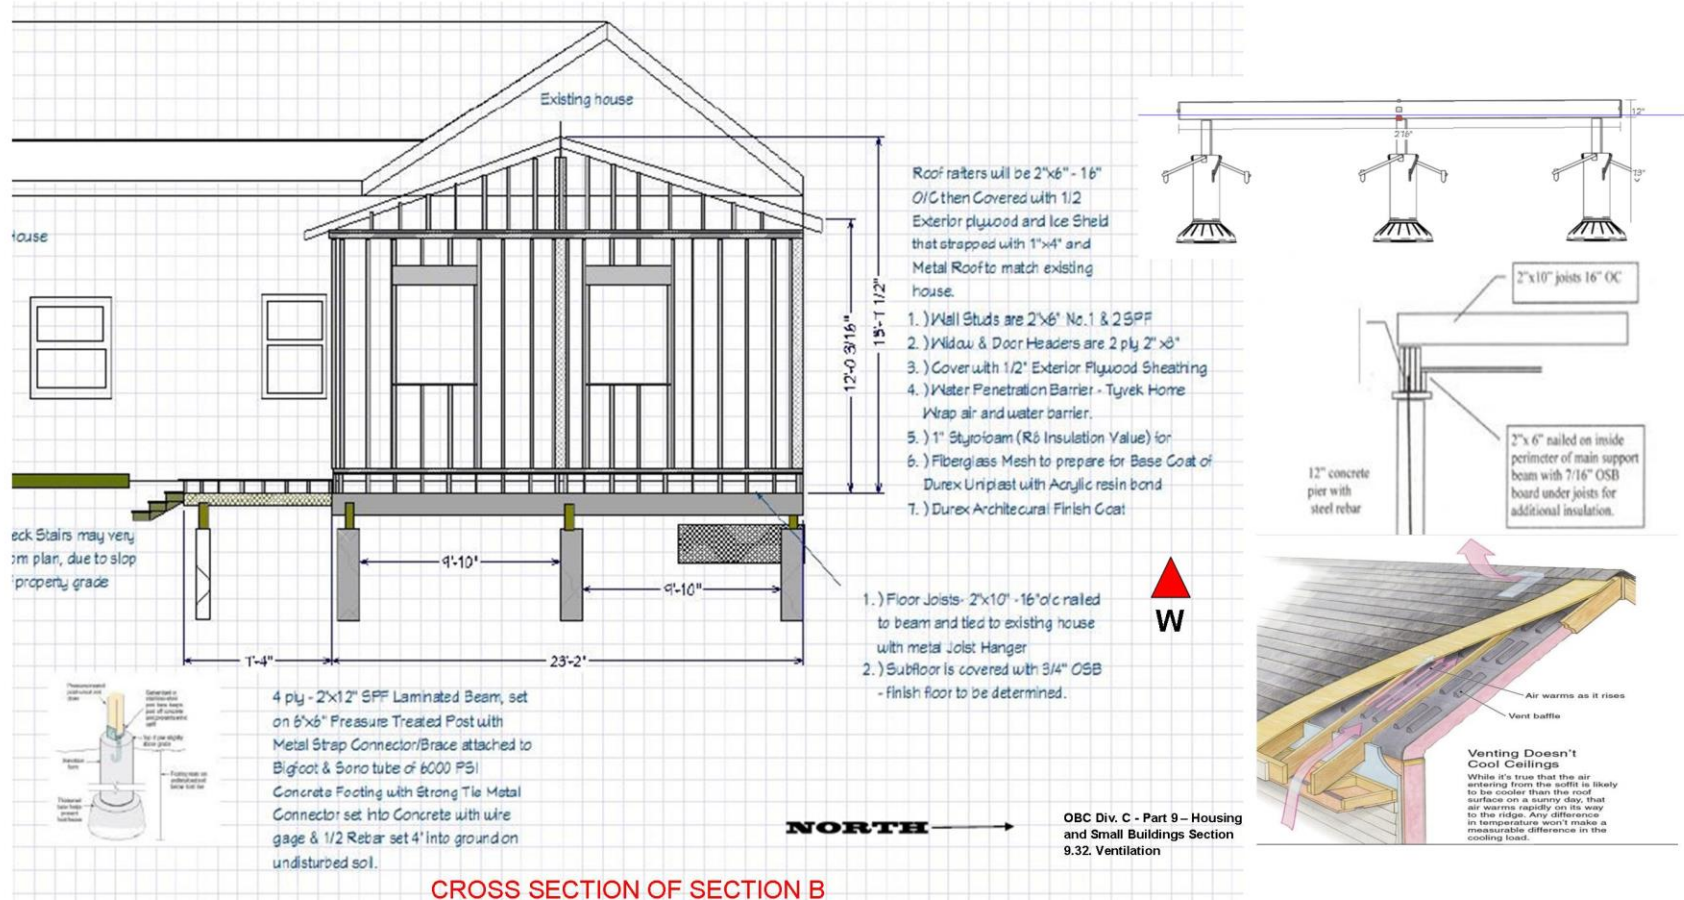 Existing house
House
Roof rafters will be 2"x6" - 16"
O/C then Covered with 1/2
Exterior plywood and Ice Sheild
that strapped with 1"x4" and
Metal Roof to match existing
house.
1. ) Wall Studs are 2"x6" No.1 & 2 SPF
2. ) Widow & Door Headers are 2 ply 2" x8"
3. ) Cover with 1/2" Exterior Plywood Sheathing
4. ) Water Penetration Barrier - Tyvek Home
Wrap air and water barrier.
5. ) 1" Styrofoam (R5 Insulation Value) for
6. ) Fiberglass Mesh to prepare for Base Coat of
Durex Uniplast with Acrylic resin bond
7. ) Durex Architecural Finish Coat
12'-0 3/16"
15'-7 1/2"
9'-10"
9'-10"
7'-4"
23'-2"
eck Stairs may very
om plan, due to slop
property grade
1. ) Floor Joists- 2"x10" -16"o/c nailed
to beam and tied to existing house
with metal Joist Hanger
2. ) Subfloor is covered with 3/4" OSB
- finish floor to be determined.
4 ply - 2"x12" SPF Laminated Beam, set
on 6"x6" Preasure Treated Post with
Metal Strap Connector/Brace attached to
Bigfoot & Sono tube of 6000 PSI
Concrete Footing with Strong Tie Metal
Connector set into Concrete with wire
gage & 1/2 Rebar set 4' into ground on
undisturbed soil.
W
NORTH
OBC Div. C - Part 9 – Housing
and Small Buildings Section
9.32. Ventilation
CROSS SECTION OF SECTION B
12"
2"x10" joists 16" OC
2"x 6" nailed on inside
perimeter of main support
beam with 7/16" OSB
board under joists for
additional insulation.
12" concrete
pier with
steel rebar
Air warms as it rises
Vent baffle
Venting Doesn't
Cool Ceilings
While it's true that the air
entering from the soffit is likely
to be cooler than the roof
surface on a sunny day, that
air warms rapidly on its way
to the ridge. Any difference
in temperature won't make a
measurable difference in the
cooling load.